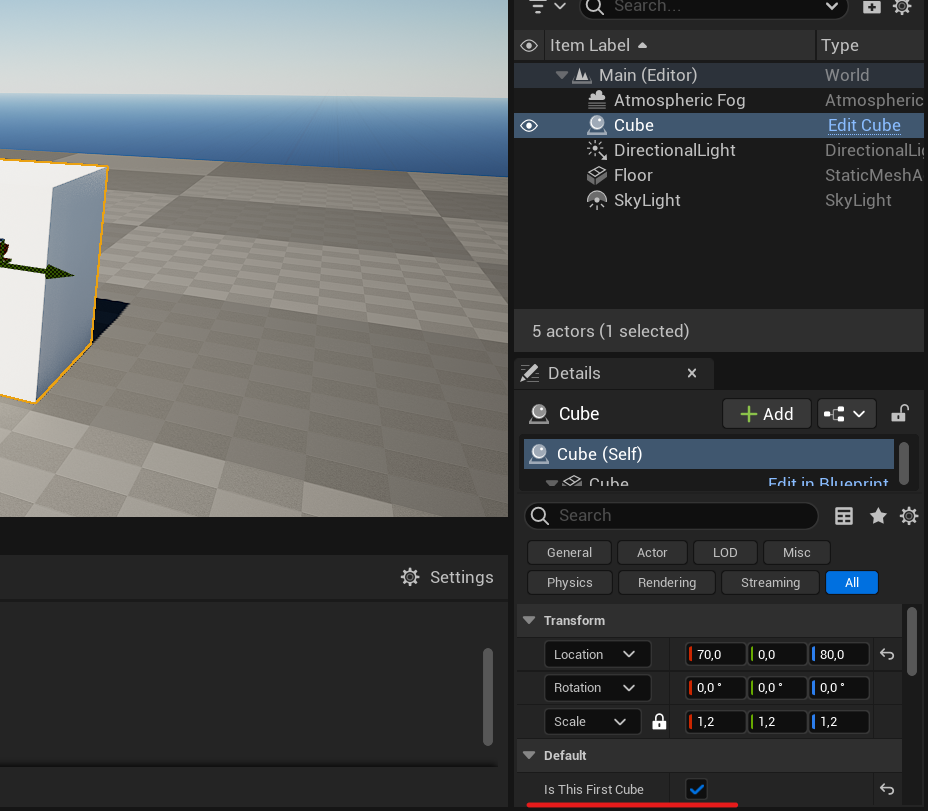 Search...
Item Label Type
Main (Editor) World
Atmospheric Fog Atmospheric
Cube Edit Cube
DirectionalLight DirectionalLi
Floor StaticMeshA
SkyLight SkyLight
5 actors (1 selected)
Details
Cube Add
Cube (Self)
Cube Edit in Blueprint
Search
General Actor LOD Misc
Physics Rendering Streaming All
Settings
Transform
Location 70,0 0,0 80,0
Rotation 0,0 ° 0,0 ° 0,0 °
Scale 1,2 1,2 1,2
Default
Is This First Cube